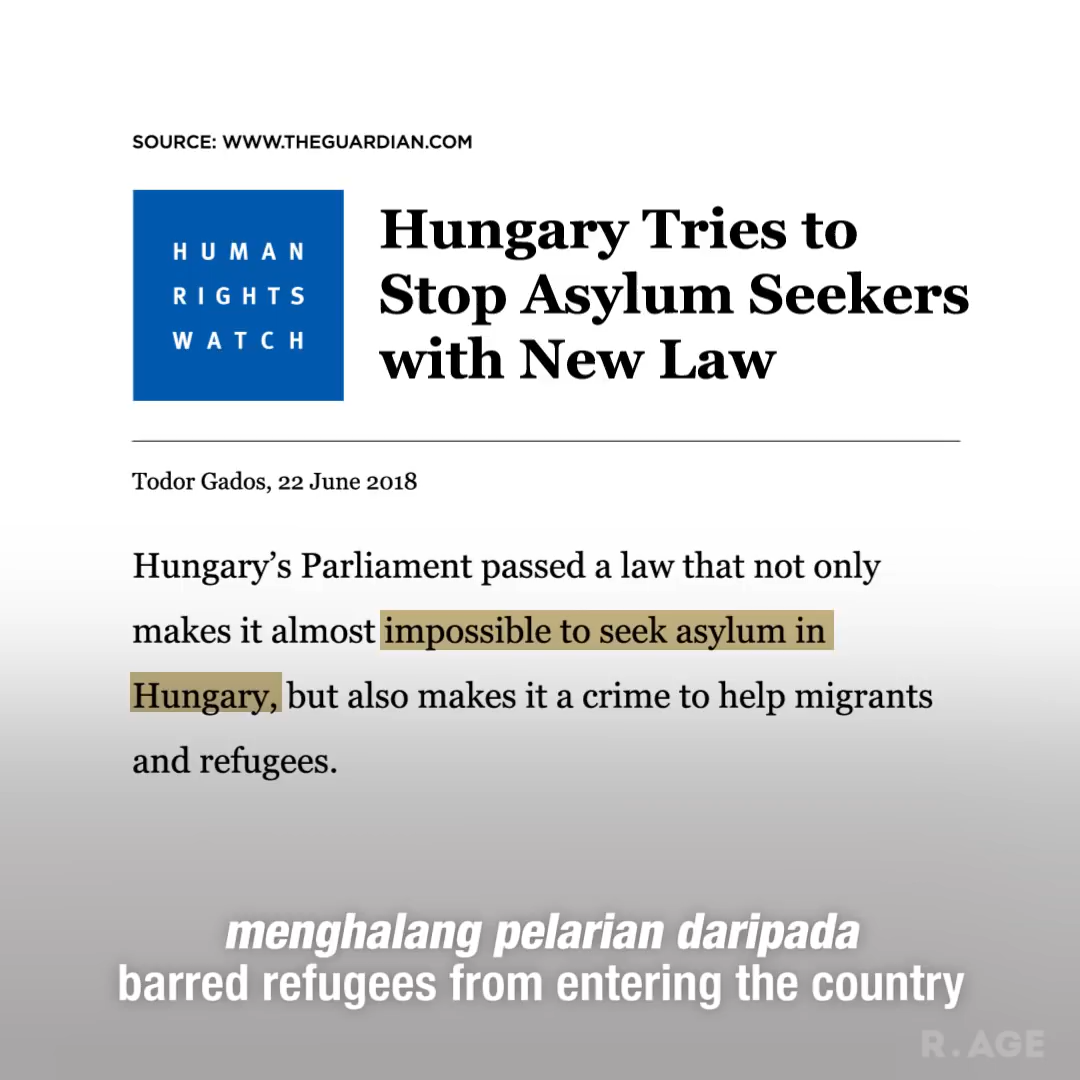 SOURCE: WWW.THEGUARDIAN.COM
HUMAN
RIGHTS
WATCH
Hungary Tries to
Stop Asylum Seekers
with New Law
Todor Gados, 22 June 2018
Hungary’s Parliament passed a law that not only
makes it almost impossible to seek asylum in
Hungary, but also makes it a crime to help migrants
and refugees.
menghalang pelarian daripada
barred refugees from entering the country
R.AGE